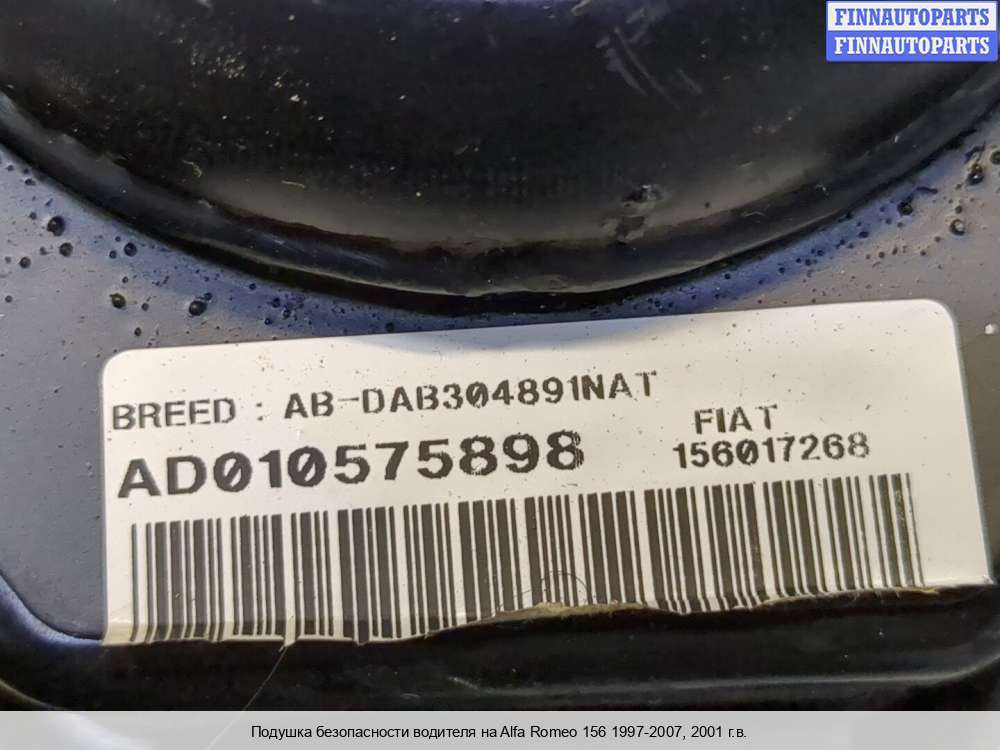 FINNAUTOPARTS
FINNAUTOPARTS
BREED : AB-DAB304891NAT
FIAT
AD010575898
156017268
Подушка безопасности водителя на Alfa Romeo 156 1997-2007, 2001 г.в.